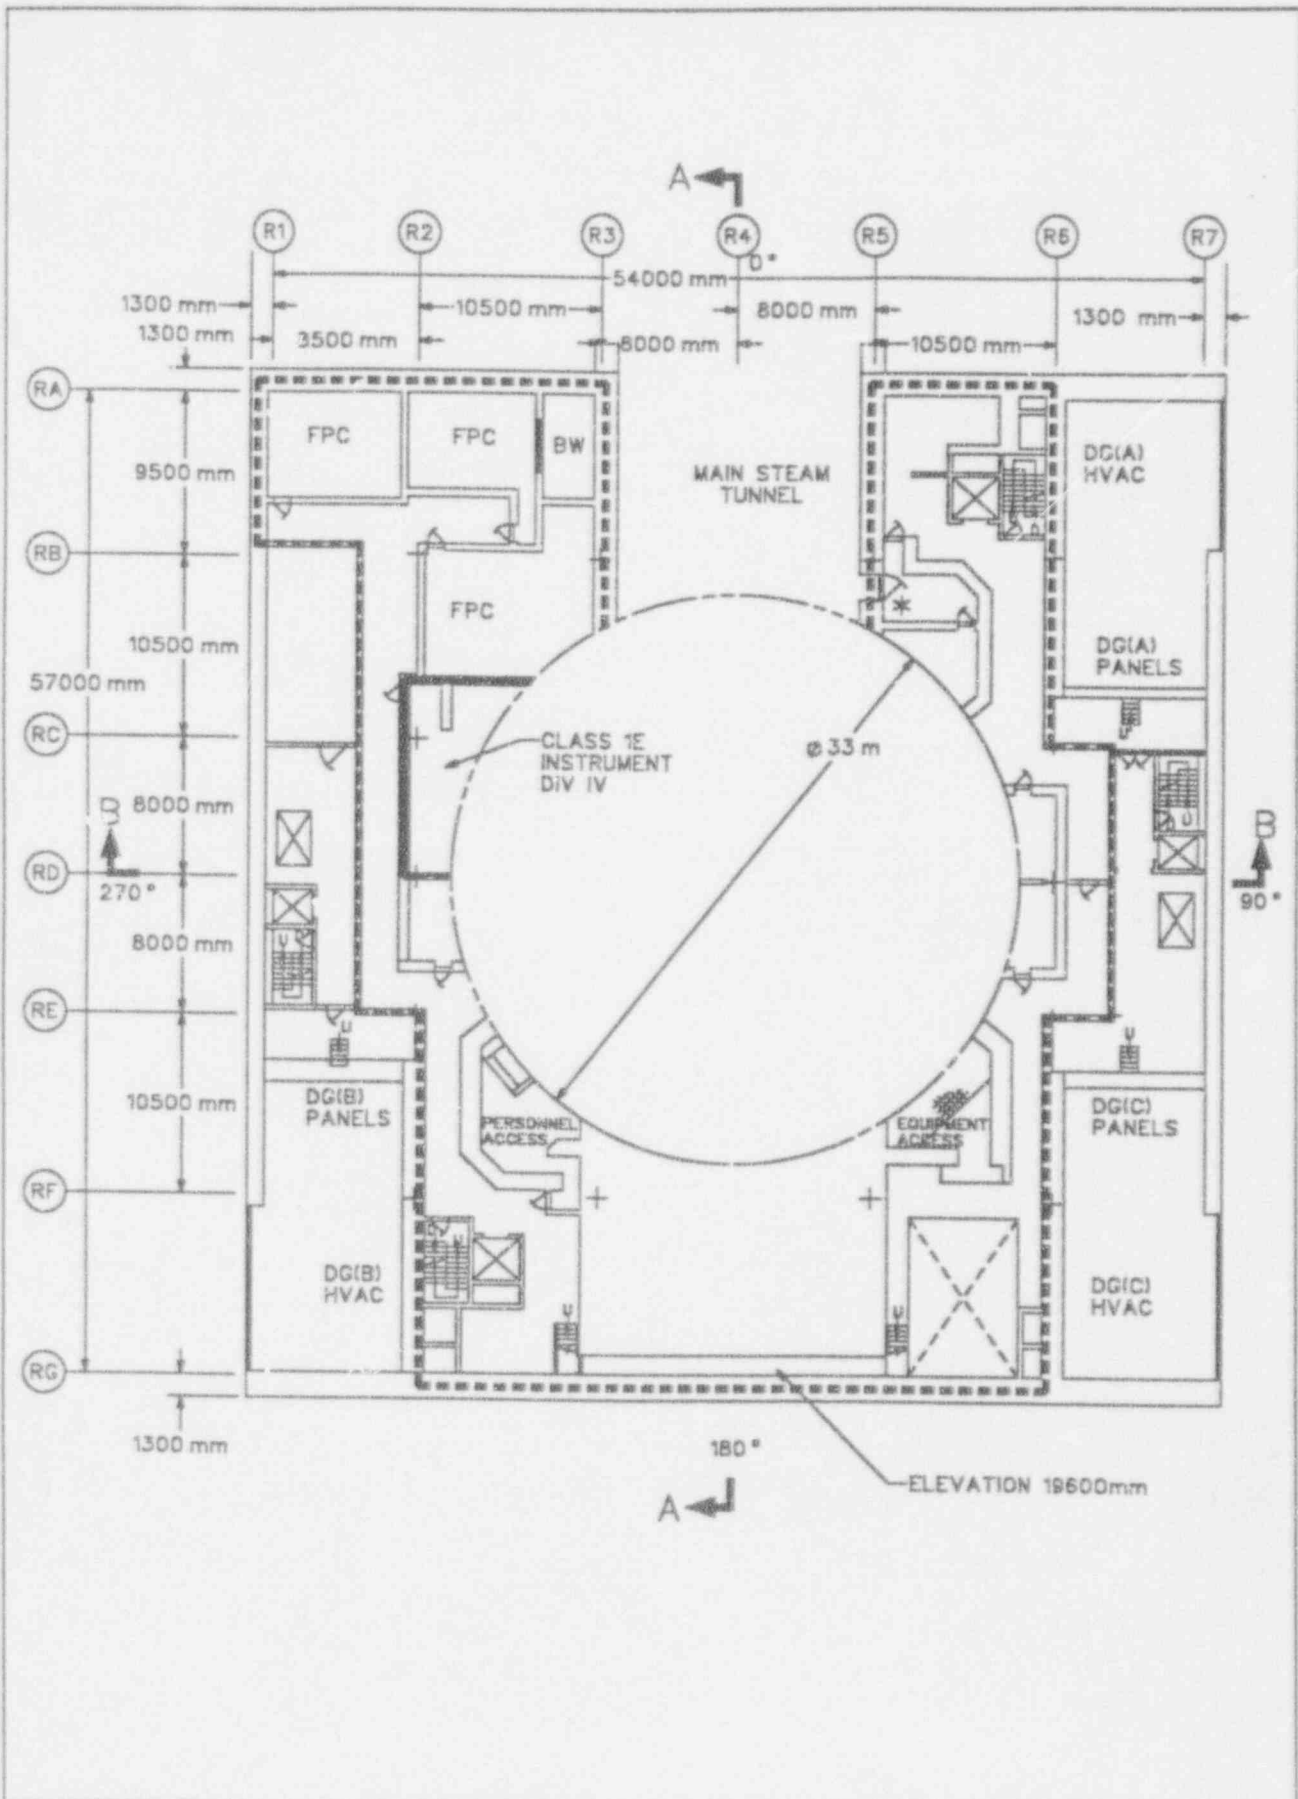 A
R1
R2
R3
R4
R5
R6
R7
0°
54000 mm
1300 mm
10500 mm
8000 mm
1300 mm
1300 mm
8500 mm
8000 mm
10500 mm
RA
FPC
FPC
BW
MAIN STEAM
TUNNEL
DG(A)
HVAC
9500 mm
RB
FPC
10500 mm
DG(A)
PANELS
57000 mm
RC
CLASS 1E
INSTRUMENT
DIV IV
ø 33 m
B
8000 mm
B
RD
270°
90°
8000 mm
U
U
RE
U
U
10500 mm
DG(B)
PANELS
PERSONNEL
ACCESS
EQUIPMENT
ACCESS
DG(C)
PANELS
RF
U
DG(B)
HVAC
DG(C)
HVAC
U
U
RG
1300 mm
180°
A
ELEVATION 19600mm